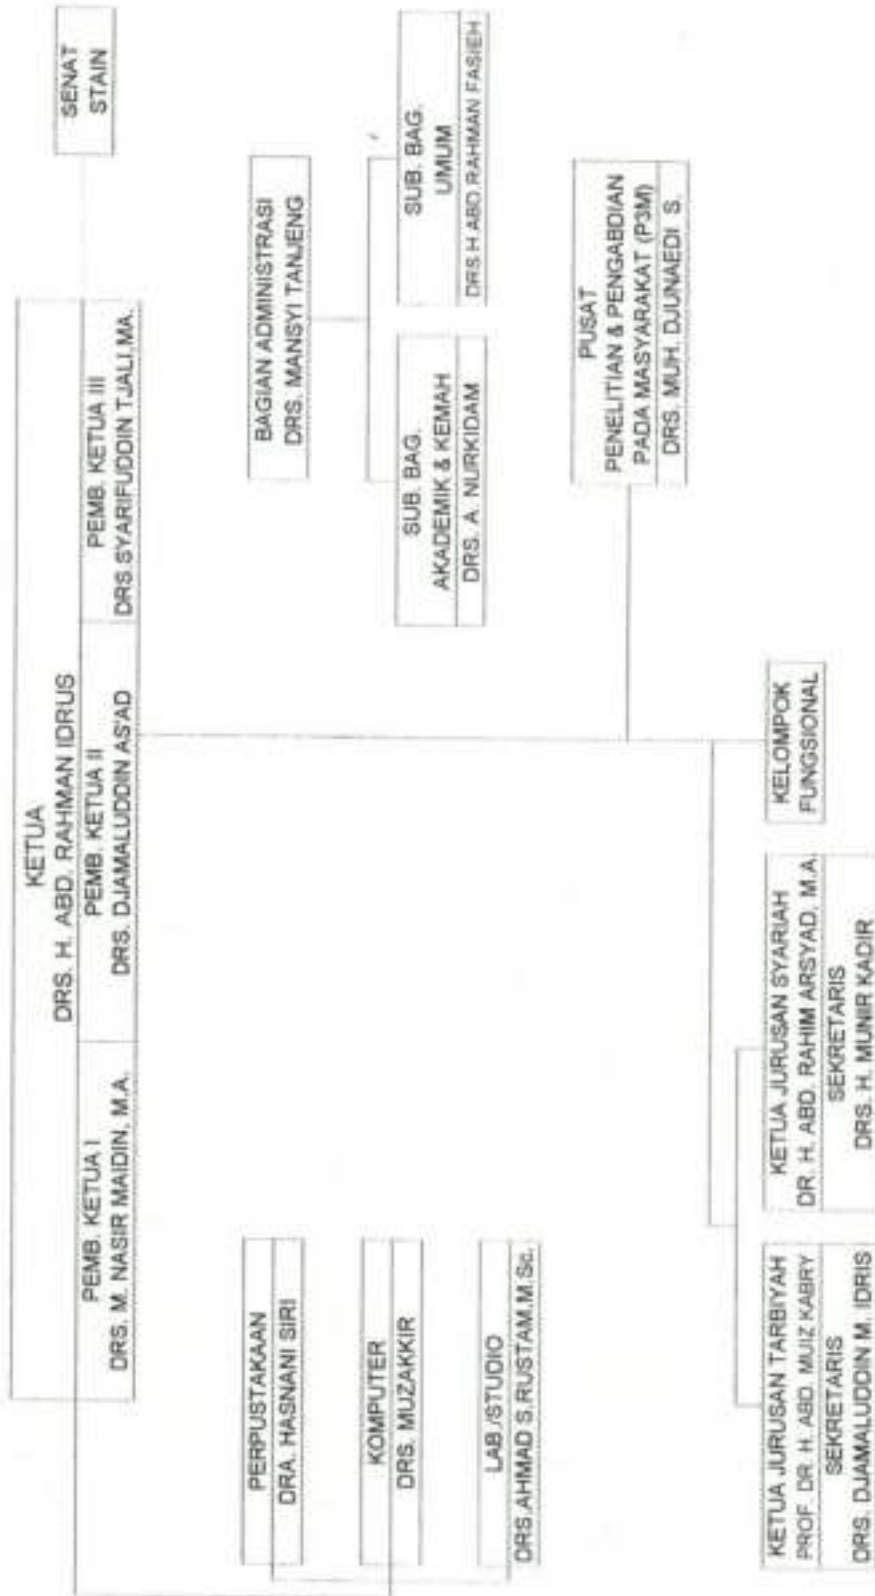 KETUA
DRS. H. ABD. RAHMAN IDRUS
PEMB. KETUA I
DRS. M. NASIR MAIDIN, M.A.
PEMB. KETUA II
DRS. DJAMALUDDIN AS'AD
PEMB. KETUA III
DRS.SYARIFUDDIN TJALI,MA.
SENAT
STAIN
PERPUSTAKAAN
DRA. HASNANI SIRI
KOMPUTER
DRS. MUZAKKIR
LAB /STUDIO
DRS.AHMAD S.RUSTAM,M.Sc.
BAGIAN ADMINISTRASI
DRS. MANSYI TANJENG
SUB. BAG.
AKADEMIK & KEMAH
DRS. A. NURKIDAM
SUB. BAG.
UMUM
DRS.H.ABD.RAHMAN FASIEH
PUSAT
PENELITIAN & PENGABDIAN
PADA MASYARAKAT (P3M)
DRS. MUH. DJUNAEDI S.
KETUA JURUSAN TARBIYAH
PROF. DR. H. ABD. MUIZ KABRY
SEKRETARIS
DRS. DJAMALUDDIN M. IDRIS
KETUA JURUSAN SYARIAH
DR. H. ABD. RAHIM ARSYAD, M.A.
SEKRETARIS
DRS. H. MUNIR KADIR
KELOMPOK
FUNGSIONAL